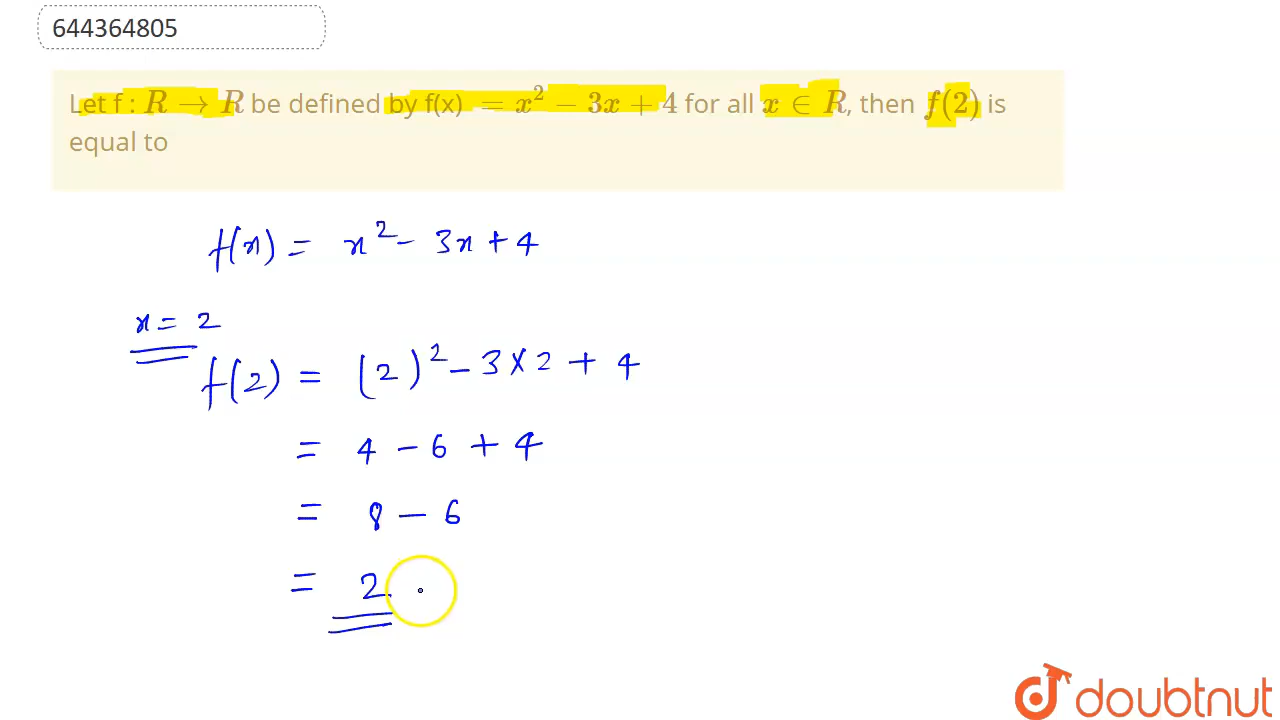 644364805
Let f : R → R be defined by f(x) = x² − 3x + 4 for all x ∈ R, then f(2) is
equal to
f(x) = x² − 3x + 4
x = 2
f(2) = (2)² − 3 × 2 + 4
= 4 − 6 + 4
= 8 − 6
= 2.
doubtnut